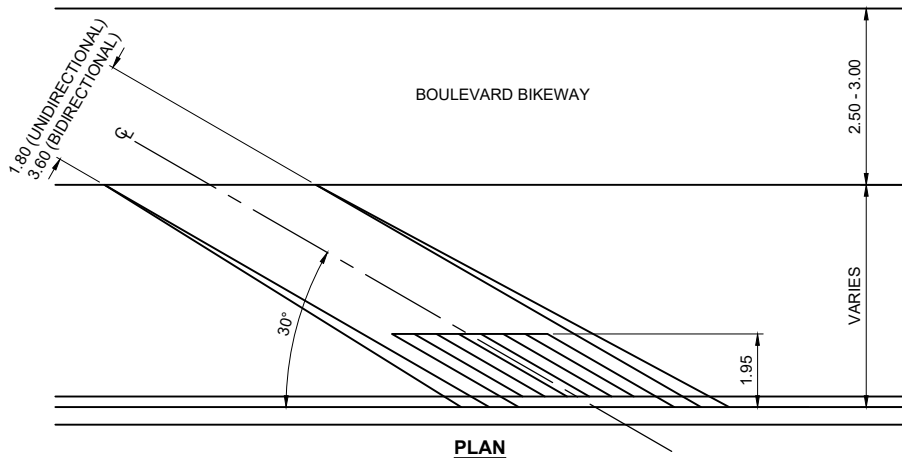 1.80 (UNIDIRECTIONAL)
3.60 (BIDIRECTIONAL)
℄
BOULEVARD BIKEWAY
2.50 - 3.00
30°
VARIES
1.95
PLAN